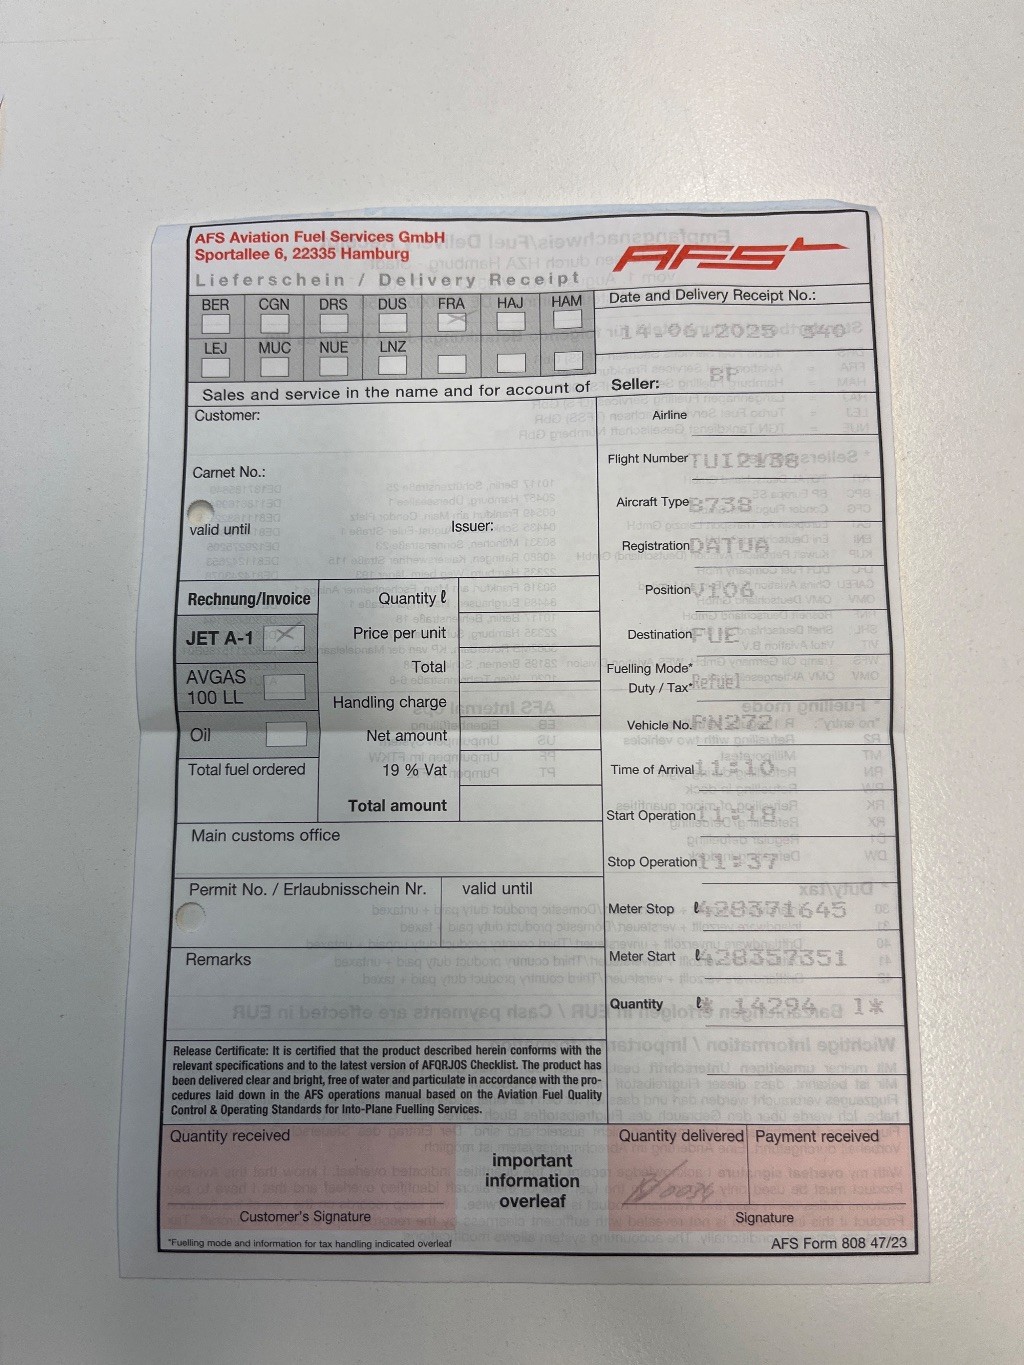 AFS Aviation Fuel Services GmbH
Sportallee 6, 22335 Hamburg
AFS
Lieferschein / Delivery Receipt
BER CGN DRS DUS FRA HAJ HAM
LEJ MUC NUE LNZ
Date and Delivery Receipt No.:
14.06.2025 540
Sales and service in the name and for account of
Seller: BP
Customer:
Airline
Flight Number TUI2138
Carnet No.:
Aircraft Type B738
valid until Issuer:
Registration DATUA
Position V106
Rechnung/Invoice
Quantity ℓ
JET A-1
Price per unit
Destination FUE
AVGAS
100 LL
Total
Fuelling Mode*
Duty / Tax* Refuel
Handling charge
Oil
Net amount
Vehicle No. RN272
Total fuel ordered
19 % Vat
Time of Arrival 11:10
Total amount
Start Operation 11:18
Main customs office
Stop Operation 11:37
Permit No. / Erlaubnisschein Nr. valid until
Meter Stop ℓ 428371645
Remarks
Meter Start ℓ 428357351
Quantity ℓ * 14294 l*
Release Certificate: It is certified that the product described herein conforms with the
relevant specifications and to the latest version of AFQRJOS Checklist. The product has
been delivered clear and bright, free of water and particulate in accordance with the pro-
cedures laid down in the AFS operations manual based on the Aviation Fuel Quality
Control & Operating Standards for Into-Plane Fuelling Services.
Quantity received
Quantity delivered
Payment received
important
information
overleaf
Customer's Signature
Signature
*Fuelling mode and information for tax handling indicated overleaf
AFS Form 808 47/23